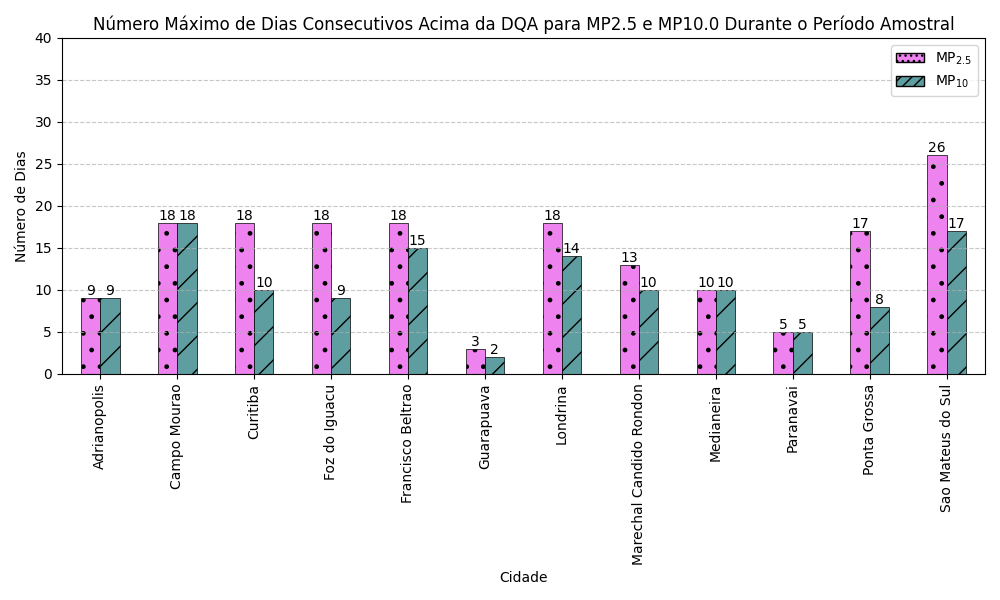 Número Máximo de Dias Consecutivos Acima da DQA para MP2.5 e MP10.0 Durante o Período Amostral
MP2.5
MP10
Número de Dias
40
35
30
25
20
15
10
5
0
9 9
18 18
18 10
18 9
18 15
3 2
18 14
13 10
10 10
5 5
17 8
26 17
Adrianopolis
Campo Mourao
Curitiba
Foz do Iguacu
Francisco Beltrao
Guarapuava
Londrina
Marechal Candido Rondon
Medianeira
Paranavai
Ponta Grossa
Sao Mateus do Sul
Cidade